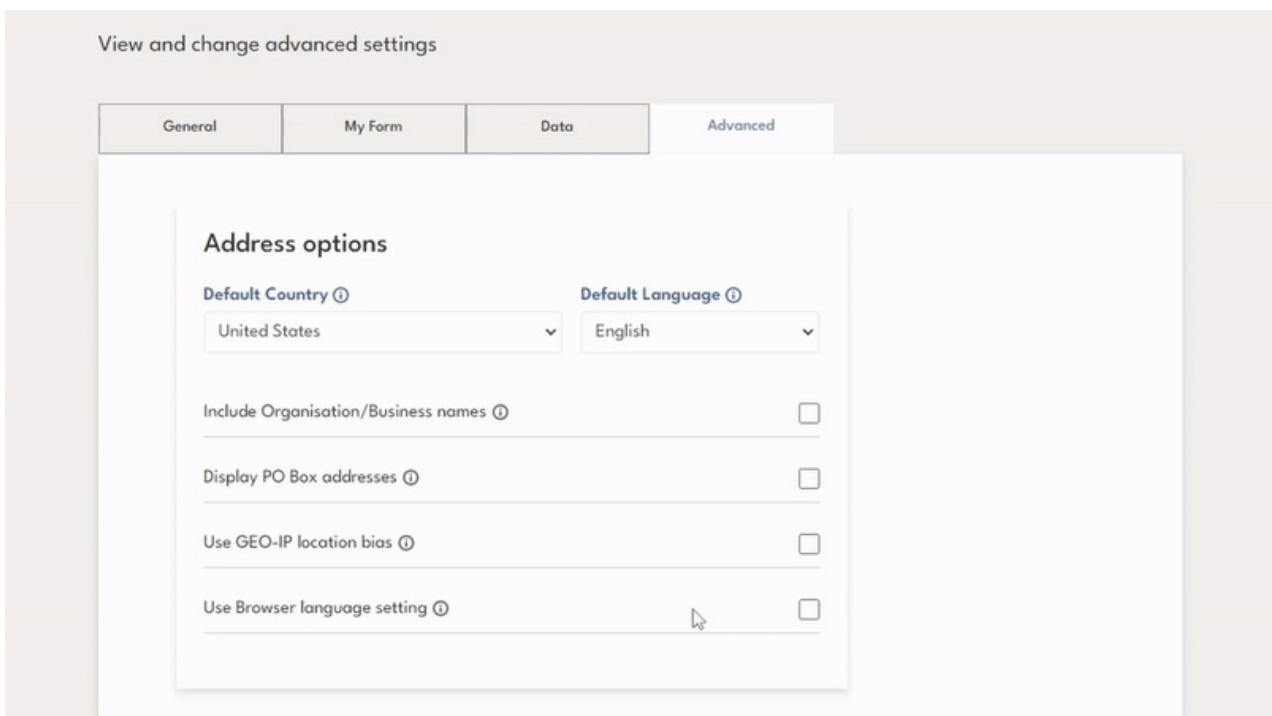 View and change advanced settings
General
My Form
Data
Advanced
Address options
Default Country
Default Language
United States
English
Include Organisation/Business names
Display PO Box addresses
Use GEO-IP location bias
Use Browser language setting